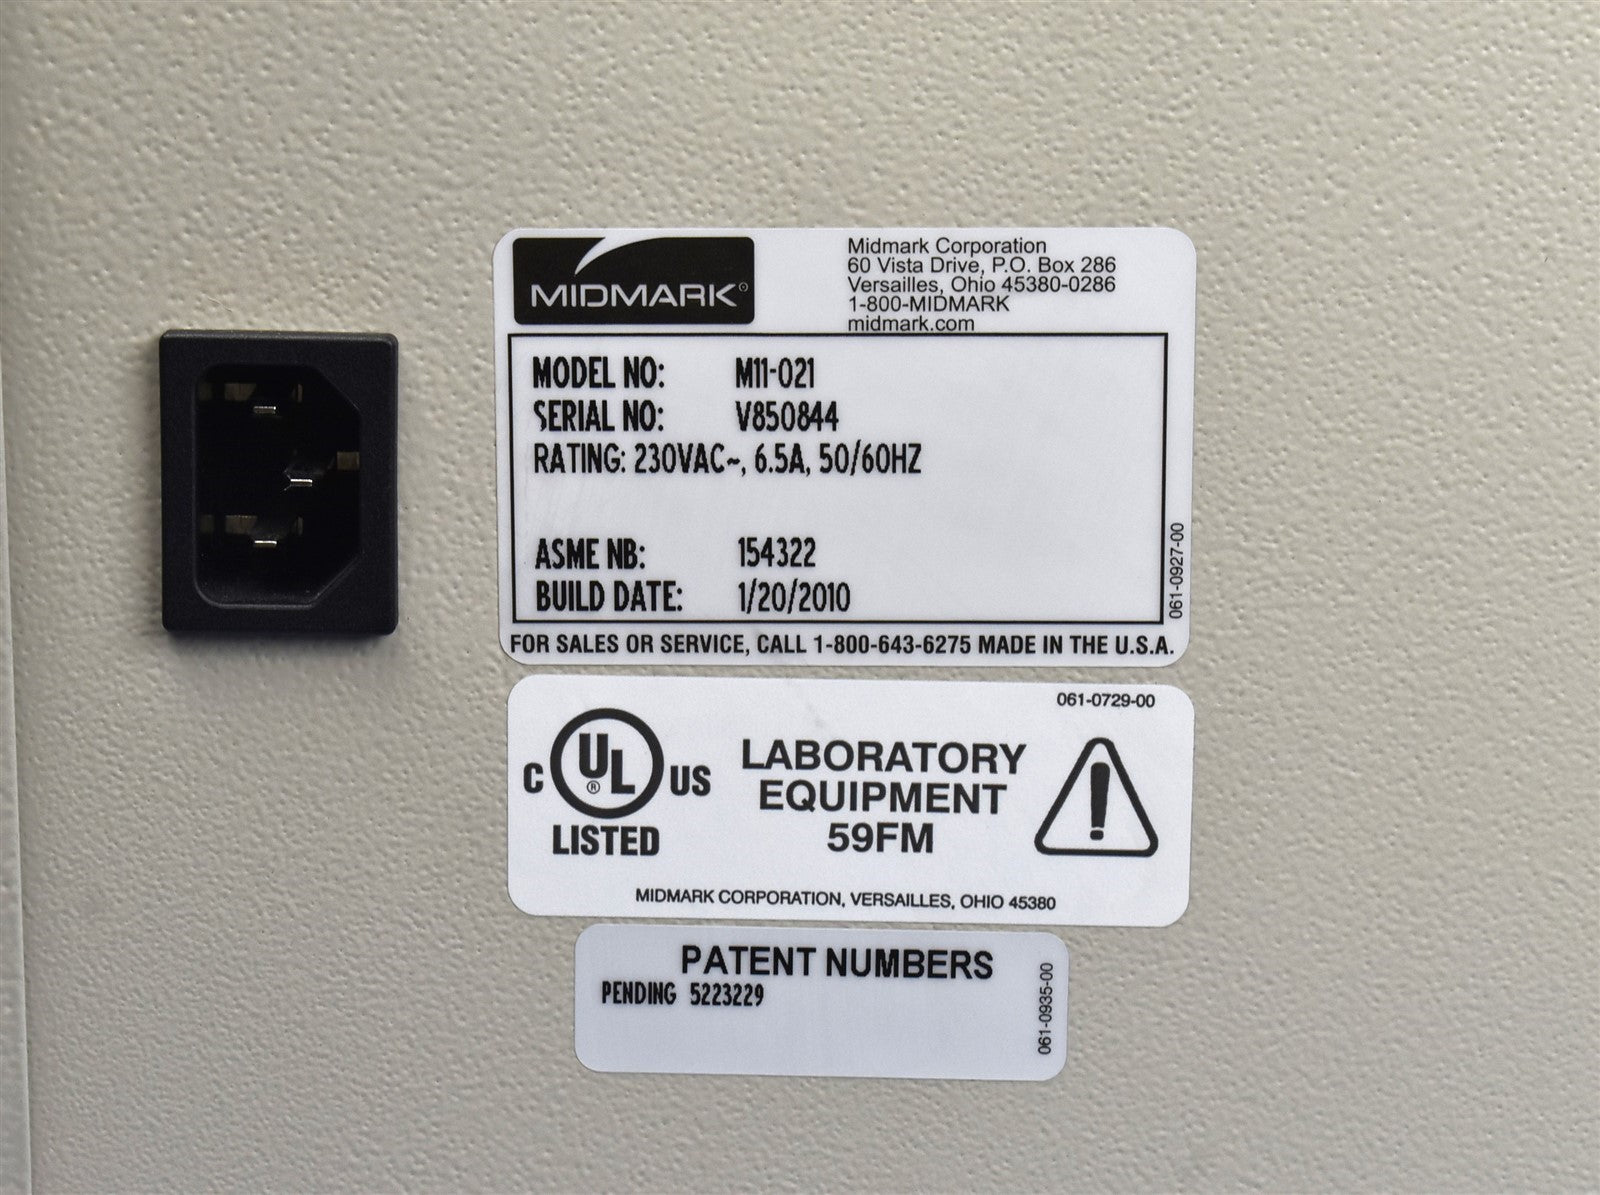 MIDMARK®
Midmark Corporation
60 Vista Drive, P.O. Box 286
Versailles, Ohio 45380-0286
1-800-MIDMARK
midmark.com
MODEL NO: M11-021
SERIAL NO: V850844
RATING: 230VAC~, 6.5A, 50/60HZ
ASME NB: 154322
BUILD DATE: 1/20/2010
061-0927-00
FOR SALES OR SERVICE, CALL 1-800-643-6275 MADE IN THE U.S.A.
061-0729-00
C UL® US
LISTED
LABORATORY
EQUIPMENT
59FM
!
MIDMARK CORPORATION, VERSAILLES, OHIO 45380
PATENT NUMBERS
PENDING 5223229
061-0935-00